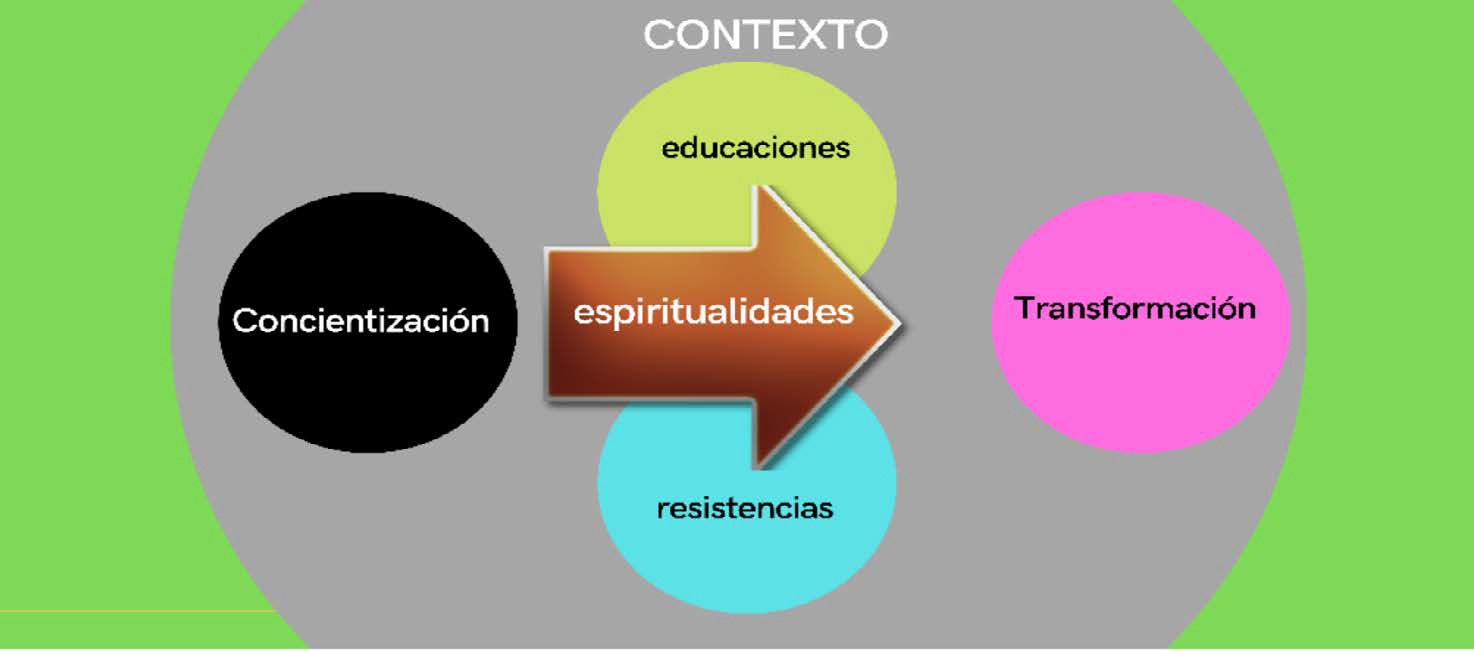 CONTEXTO
educaciones
Concientización
espiritualidades
Transformación
resistencias